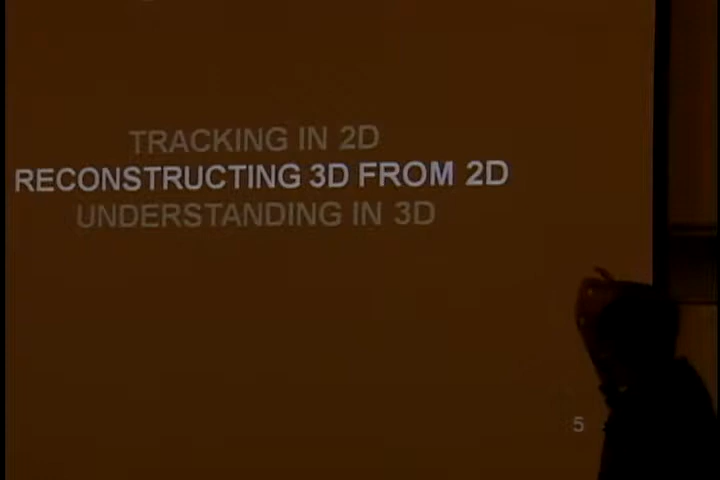 TRACKING IN 2D
RECONSTRUCTING 3D FROM 2D
UNDERSTANDING IN 3D
5